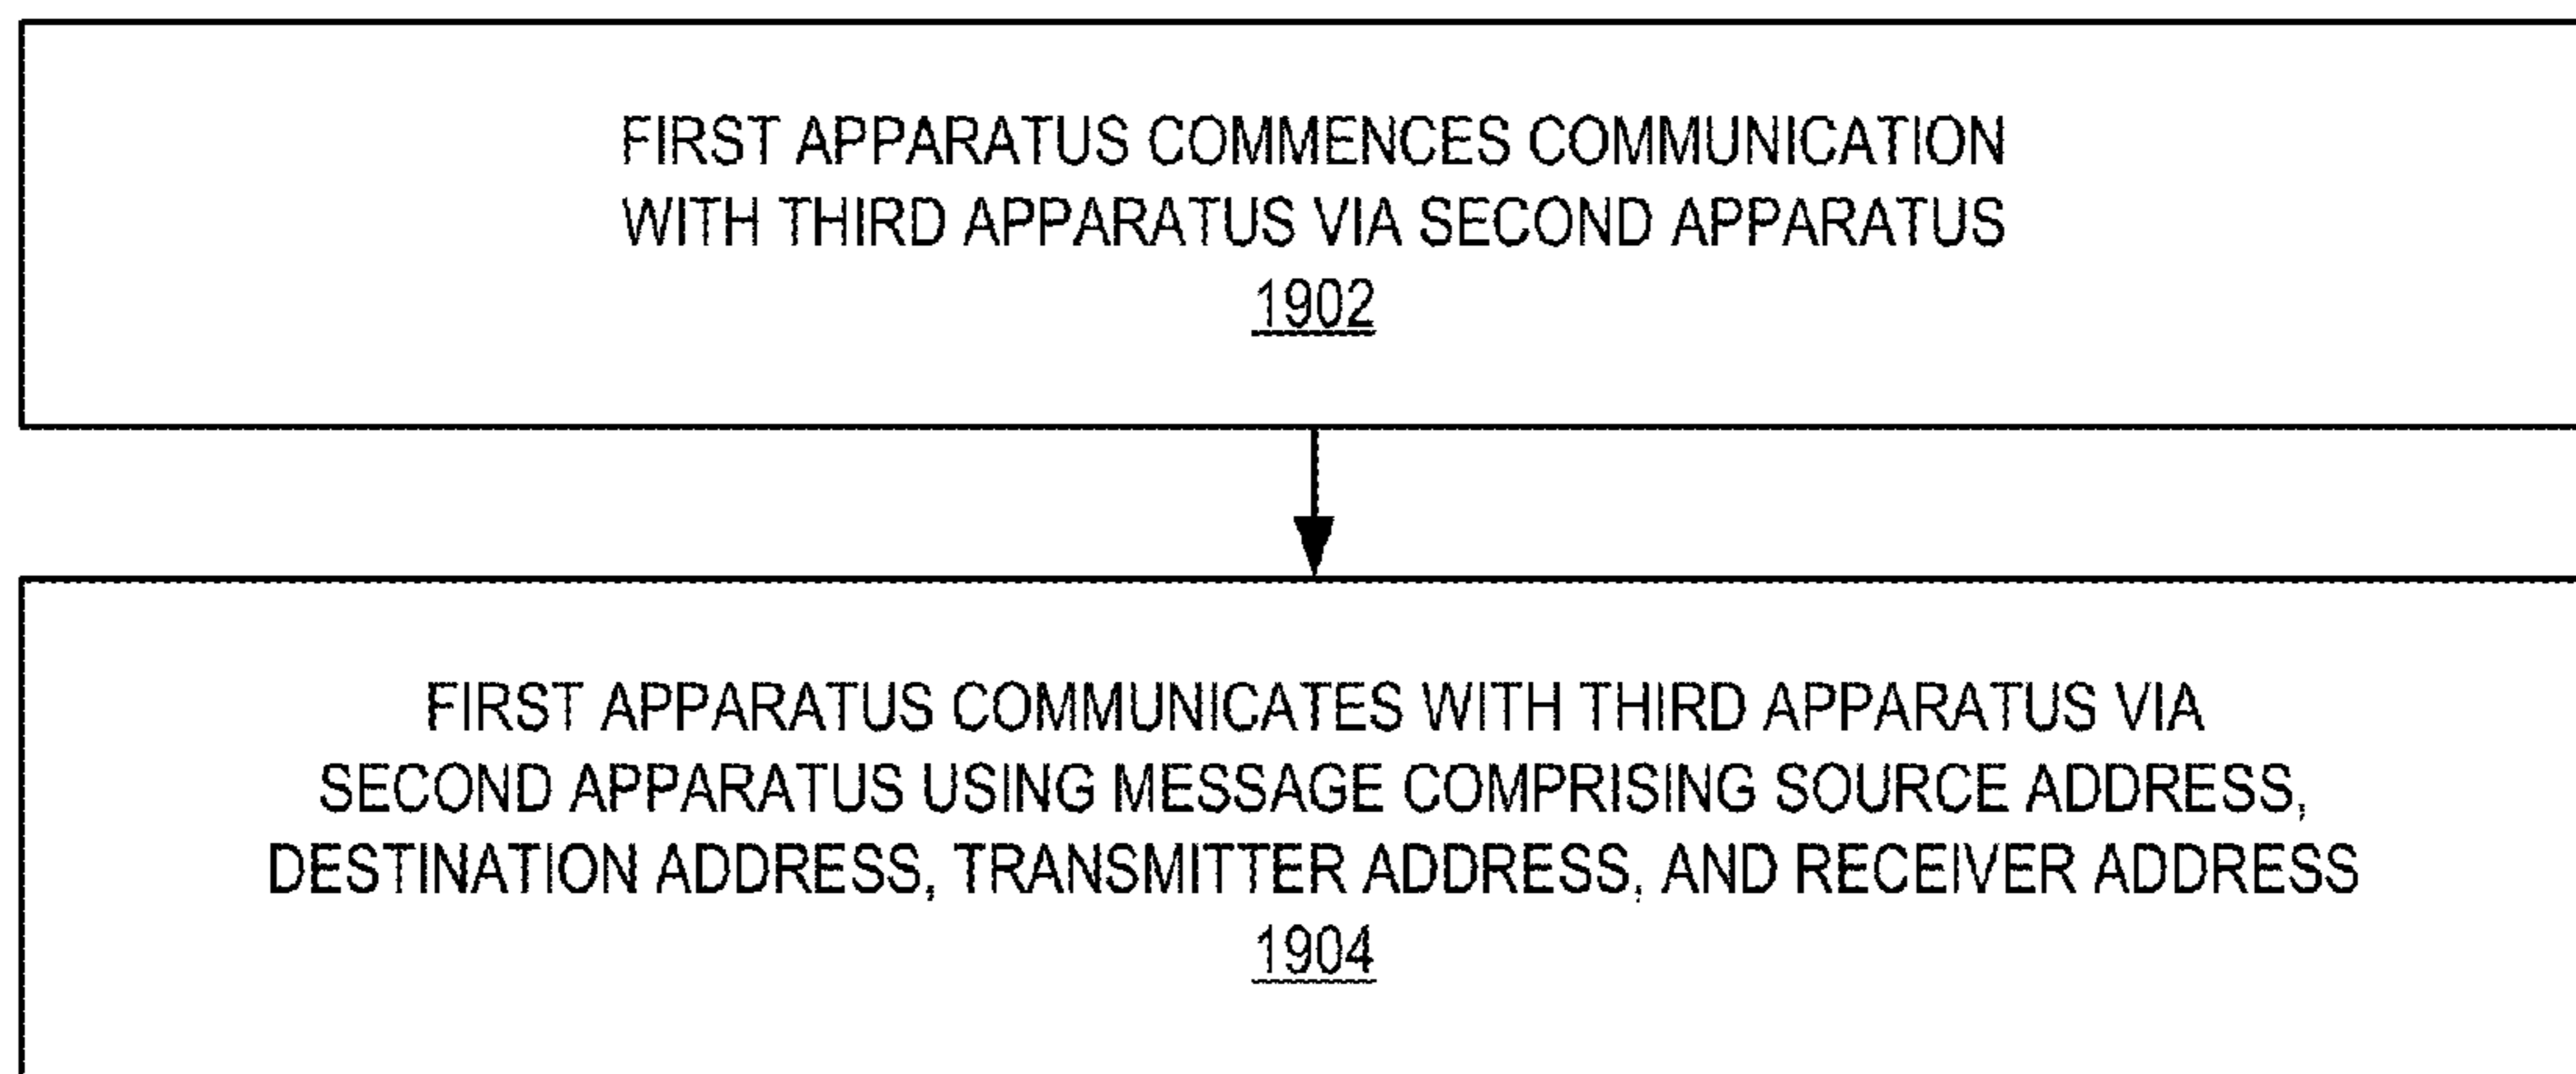 FIRST APPARATUS COMMENCES COMMUNICATION
WITH THIRD APPARATUS VIA SECOND APPARATUS
1902
FIRST APPARATUS COMMUNICATES WITH THIRD APPARATUS VIA
SECOND APPARATUS USING MESSAGE COMPRISING SOURCE ADDRESS,
DESTINATION ADDRESS, TRANSMITTER ADDRESS, AND RECEIVER ADDRESS
1904